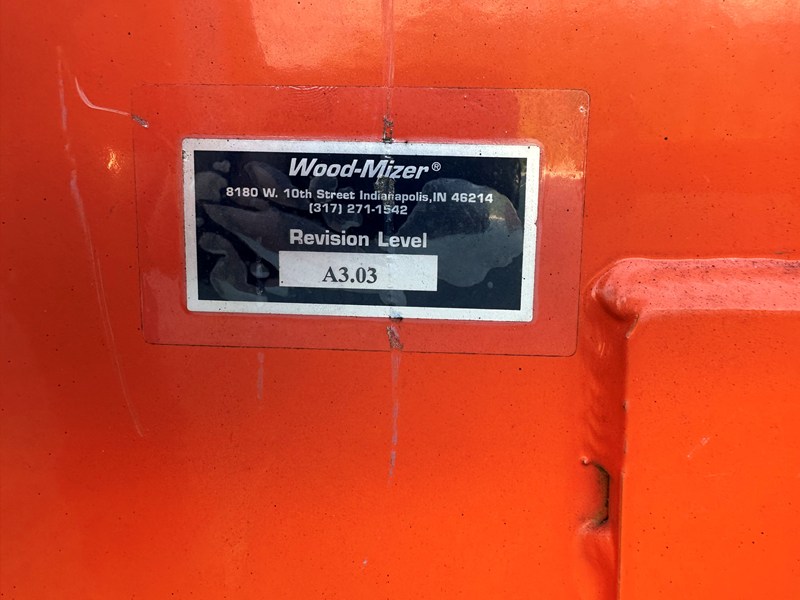 Wood-Mizer®
8180 W. 10th Street Indianapolis,IN 46214
(317) 271-1542
Revision Level
A3.03